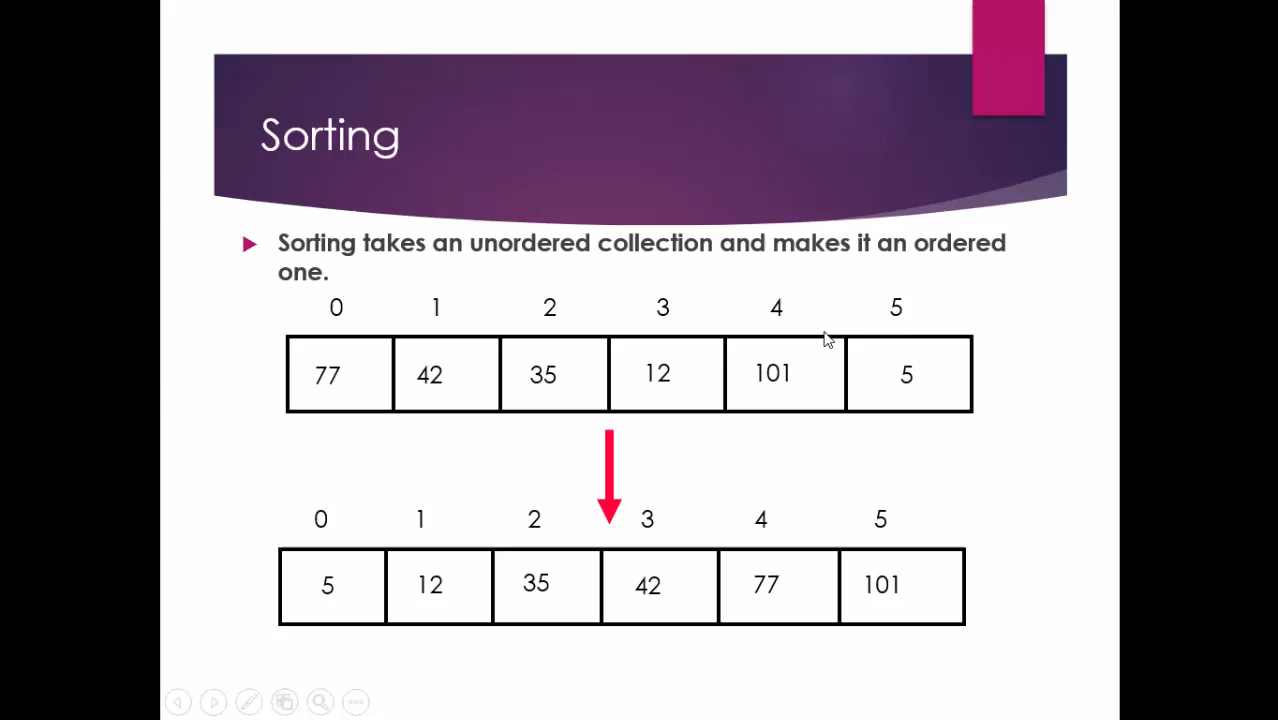 Sorting
Sorting takes an unordered collection and makes it an ordered
one.
0 1 2 3 4 5
77 42 35 12 101 5
0 1 2 3 4 5
5 12 35 42 77 101